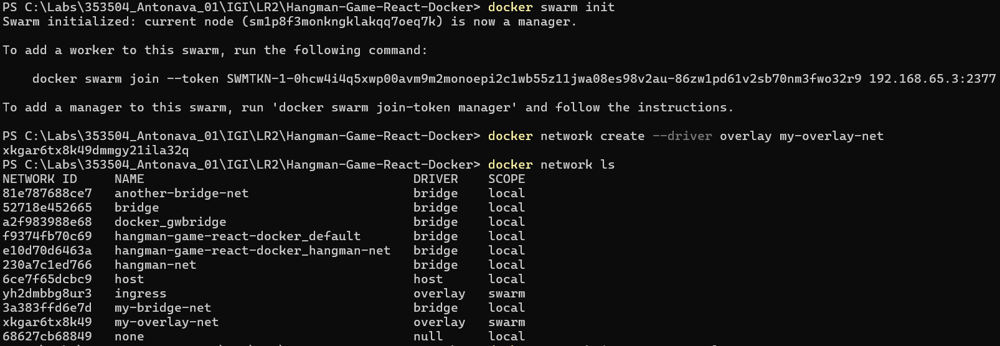 PS C:\Labs\353504_Antonava_01\IGI\LR2\Hangman-Game-React-Docker> docker swarm init
Swarm initialized: current node (sm1p8f3monkngklakqq7oeq7k) is now a manager.
To add a worker to this swarm, run the following command:
docker swarm join --token SWMTKN-1-0hcw4i4q5xwp00avm9m2monoepi2c1wb55z11jwa08es98v2au-86zw1pd61v2sb70nm3fwo32r9 192.168.65.3:2377
To add a manager to this swarm, run 'docker swarm join-token manager' and follow the instructions.
PS C:\Labs\353504_Antonava_01\IGI\LR2\Hangman-Game-React-Docker> docker network create --driver overlay my-overlay-net
xkgar6tx8k49dmmgy21ila32q
PS C:\Labs\353504_Antonava_01\IGI\LR2\Hangman-Game-React-Docker> docker network ls
NETWORK ID NAME DRIVER SCOPE
81e787688ce7 another-bridge-net bridge local
52718e452665 bridge bridge local
a2f983988e68 docker_gwbridge bridge local
f9374fb70c69 hangman-game-react-docker_default bridge local
e10d70d6463a hangman-game-react-docker_hangman-net bridge local
230a7c1ed766 hangman-net bridge local
6ce7f65dcbc9 host host local
yh2dmbbg8ur3 ingress overlay swarm
3a383ffd6e7d my-bridge-net bridge local
xkgar6tx8k49 my-overlay-net overlay swarm
68627cb68849 none null local